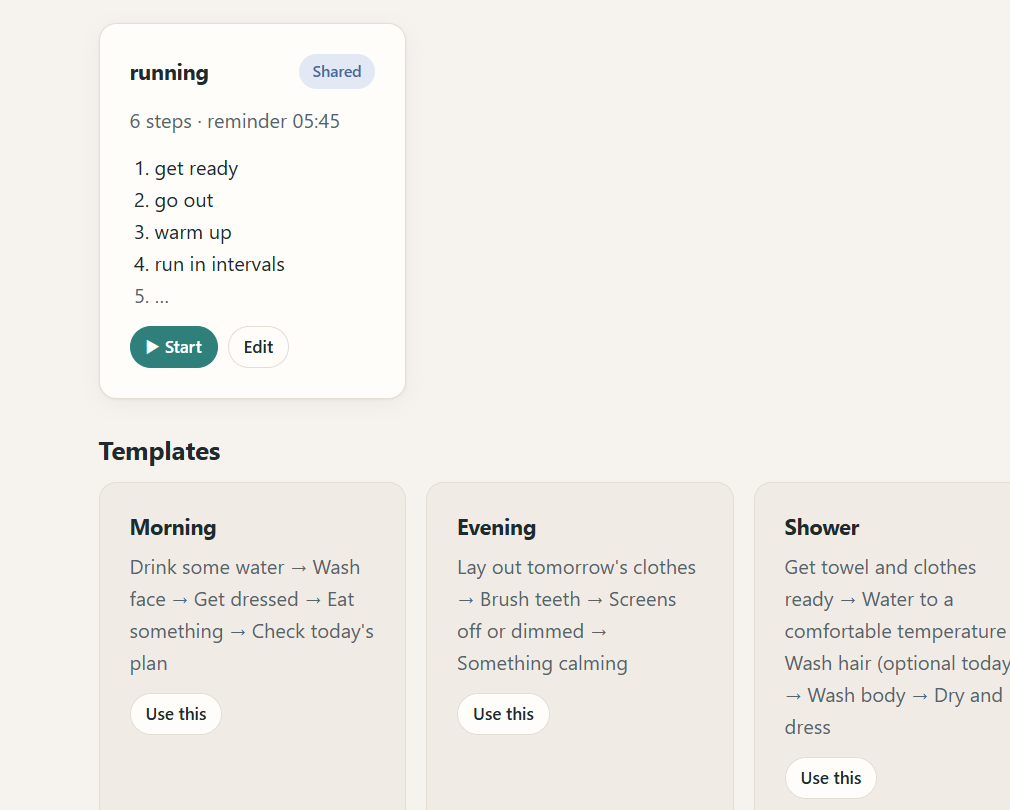 running
Shared
6 steps · reminder 05:45
1. get ready
2. go out
3. warm up
4. run in intervals
5. ...
▶ Start
Edit
Templates
Morning
Drink some water → Wash
face → Get dressed → Eat
something → Check today's
plan
Use this
Evening
Lay out tomorrow's clothes
→ Brush teeth → Screens
off or dimmed →
Something calming
Use this
Shower
Get towel and clothes
ready → Water to a
comfortable temperature
Wash hair (optional today
→ Wash body → Dry and
dress
Use this